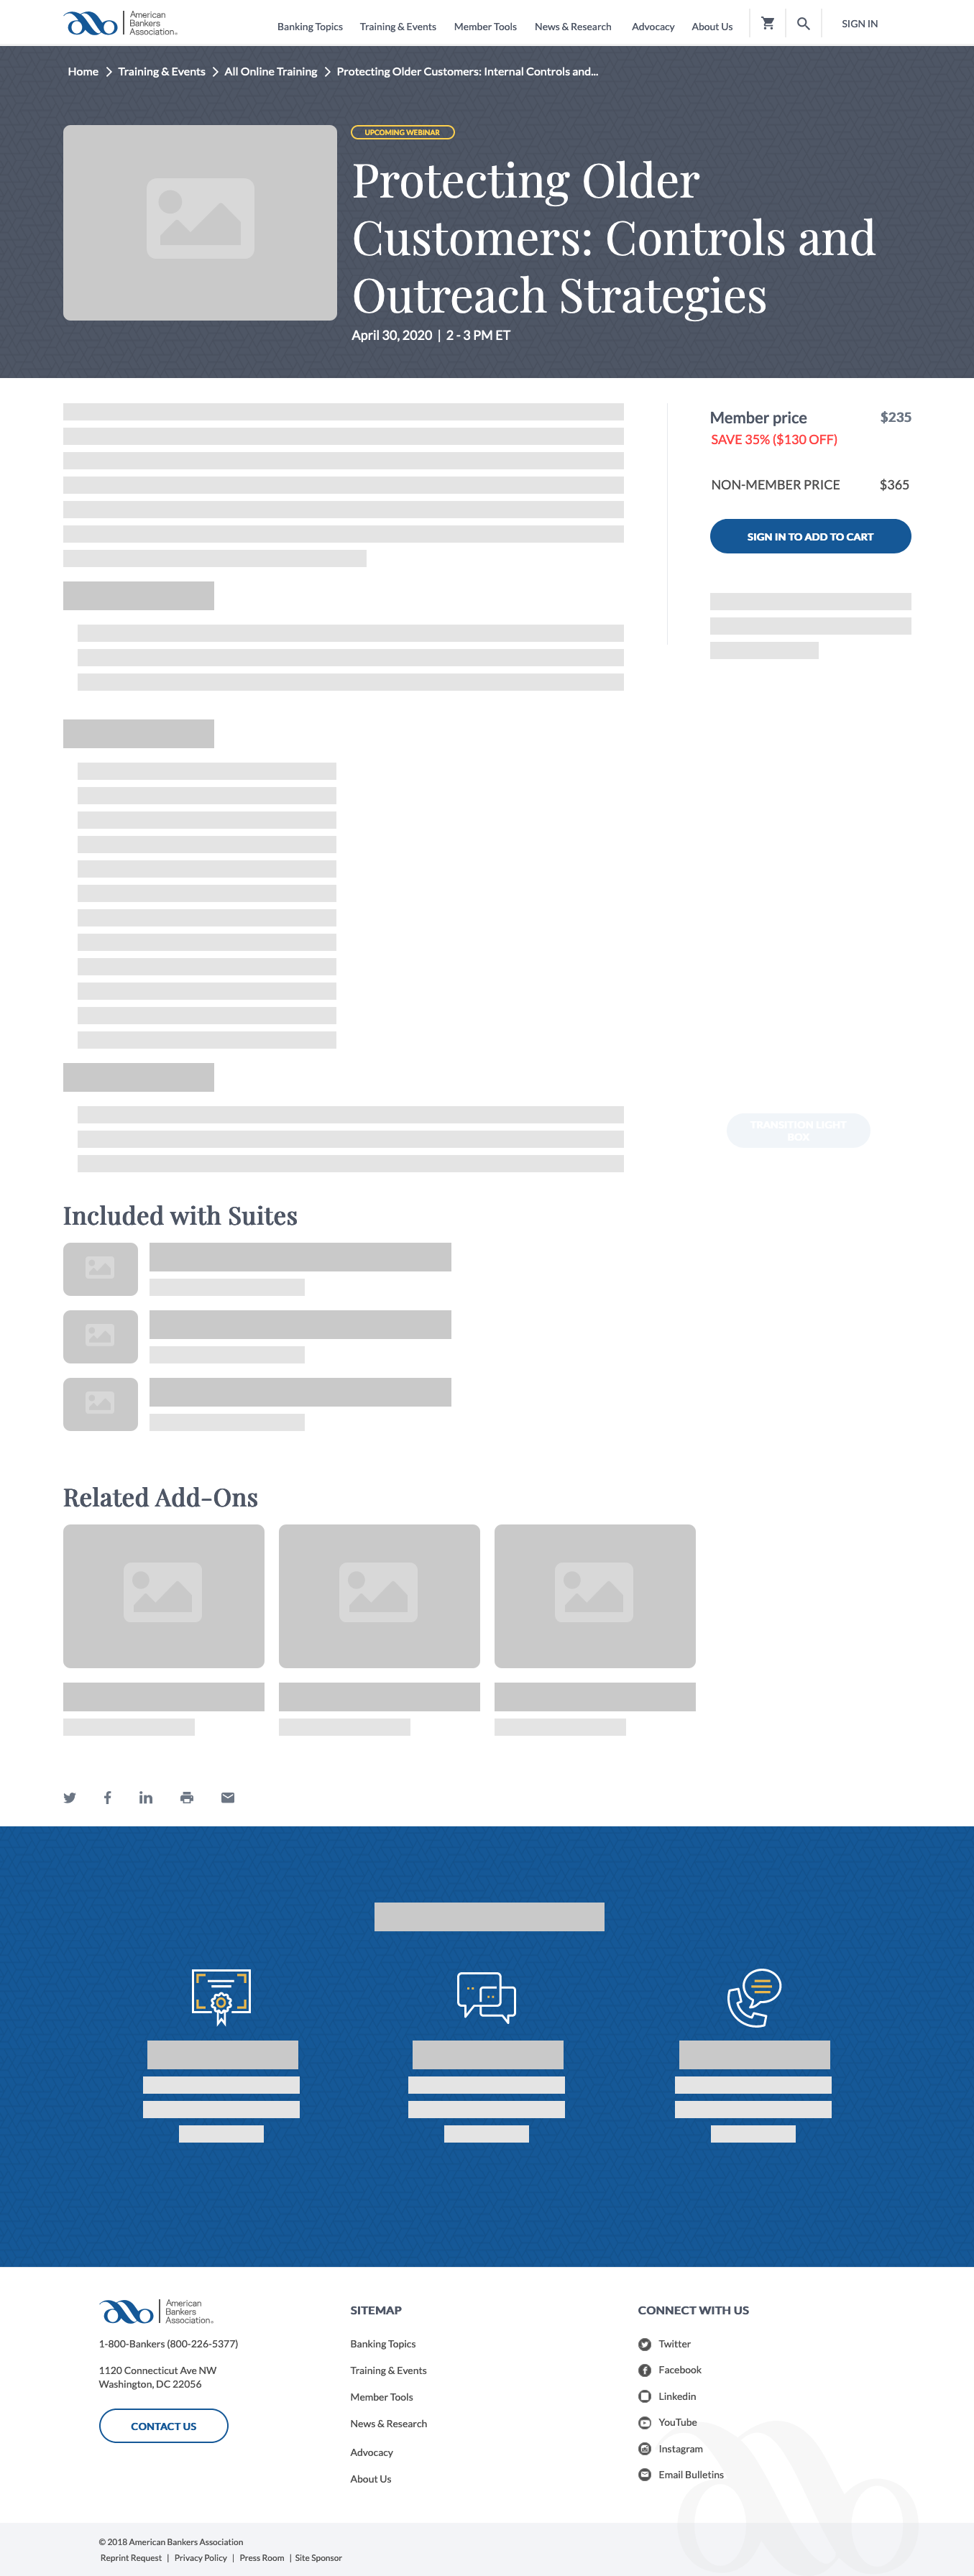 American
Bankers
Association
Banking Topics Training & Events Member Tools News & Research Advocacy About Us SIGN IN
Home Training & Events All Online Training Protecting Older Customers: Internal Controls and...
UPCOMING WEBINAR
Protecting Older
Customers: Controls and
Outreach Strategies
April 30, 2020 | 2 - 3 PM ET
Member price $235
SAVE 35% ($130 OFF)
NON-MEMBER PRICE $365
SIGN IN TO ADD TO CART
TRANSITION LIGHT
BOX
Included with Suites
Related Add-Ons
American
Bankers
Association
1-800-Bankers (800-226-5377)
1120 Connecticut Ave NW
Washington, DC 22056
CONTACT US
SITEMAP
Banking Topics
Training & Events
Member Tools
News & Research
Advocacy
About Us
CONNECT WITH US
Twitter
Facebook
Linkedin
YouTube
Instagram
Email Bulletins
© 2018 American Bankers Association
Reprint Request | Privacy Policy | Press Room | Site Sponsor